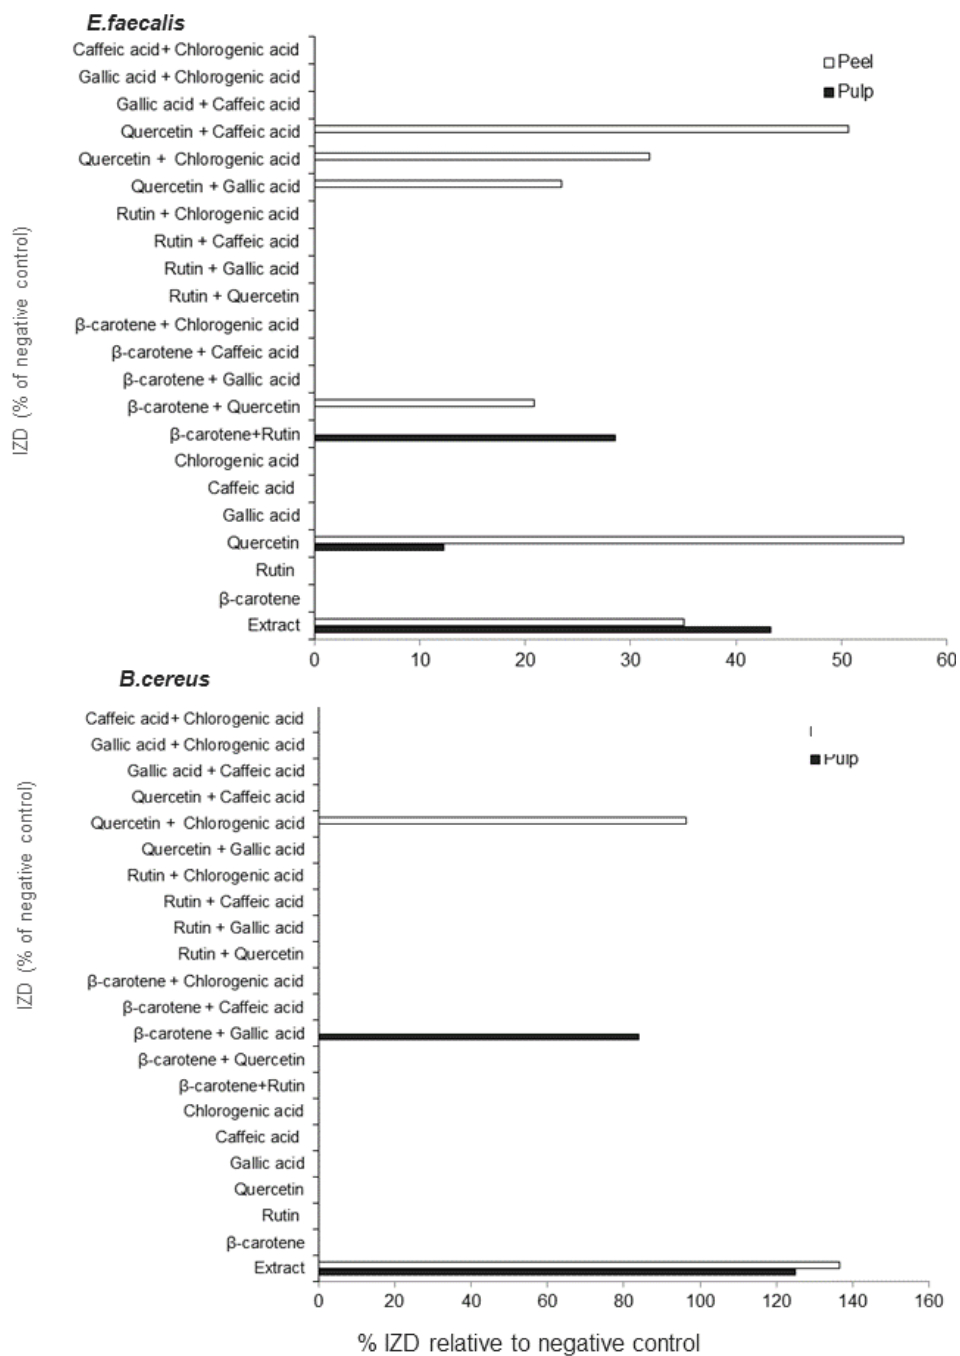 E.faecalis
Caffeic acid+ Chlorogenic acid
Gallic acid + Chlorogenic acid
Gallic acid + Caffeic acid
Quercetin + Caffeic acid
Quercetin + Chlorogenic acid
Quercetin + Gallic acid
Rutin + Chlorogenic acid
Rutin + Caffeic acid
Rutin + Gallic acid
Rutin + Quercetin
β-carotene + Chlorogenic acid
β-carotene + Caffeic acid
β-carotene + Gallic acid
β-carotene + Quercetin
β-carotene+Rutin
Chlorogenic acid
Caffeic acid
Gallic acid
Quercetin
Rutin
β-carotene
Extract
IZD (% of negative control)
Peel
Pulp
0 10 20 30 40 50 60
B.cereus
Caffeic acid+ Chlorogenic acid
Gallic acid + Chlorogenic acid
Gallic acid + Caffeic acid
Quercetin + Caffeic acid
Quercetin + Chlorogenic acid
Quercetin + Gallic acid
Rutin + Chlorogenic acid
Rutin + Caffeic acid
Rutin + Gallic acid
Rutin + Quercetin
β-carotene + Chlorogenic acid
β-carotene + Caffeic acid
β-carotene + Gallic acid
β-carotene + Quercetin
β-carotene+Rutin
Chlorogenic acid
Caffeic acid
Gallic acid
Quercetin
Rutin
β-carotene
Extract
IZD (% of negative control)
Pulp
0 20 40 60 80 100 120 140 160
% IZD relative to negative control